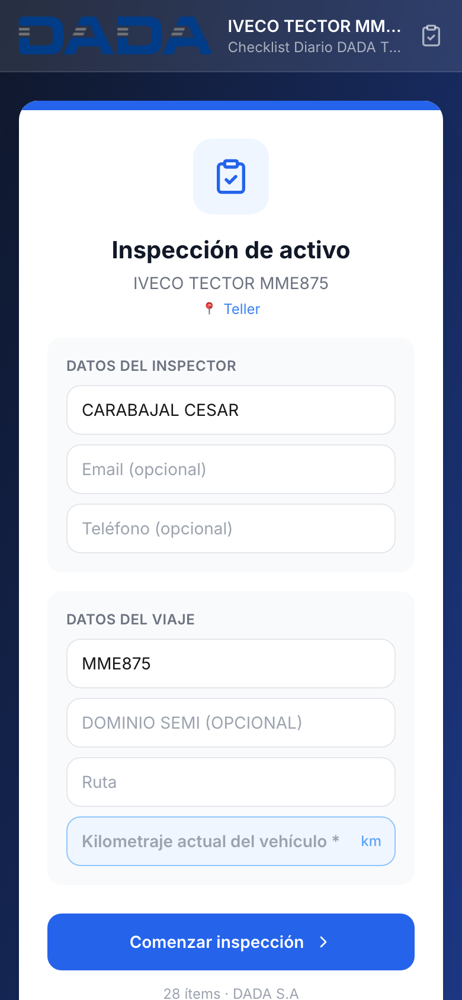 DADA
IVECO TECTOR MM...
Checklist Diario DADA T...
Inspección de activo
IVECO TECTOR MME875
Teller
DATOS DEL INSPECTOR
CARABAJAL CESAR
Email (opcional)
Teléfono (opcional)
DATOS DEL VIAJE
MME875
DOMINIO SEMI (OPCIONAL)
Ruta
Kilometraje actual del vehículo * km
Comenzar inspección
28 ítems · DADA S.A